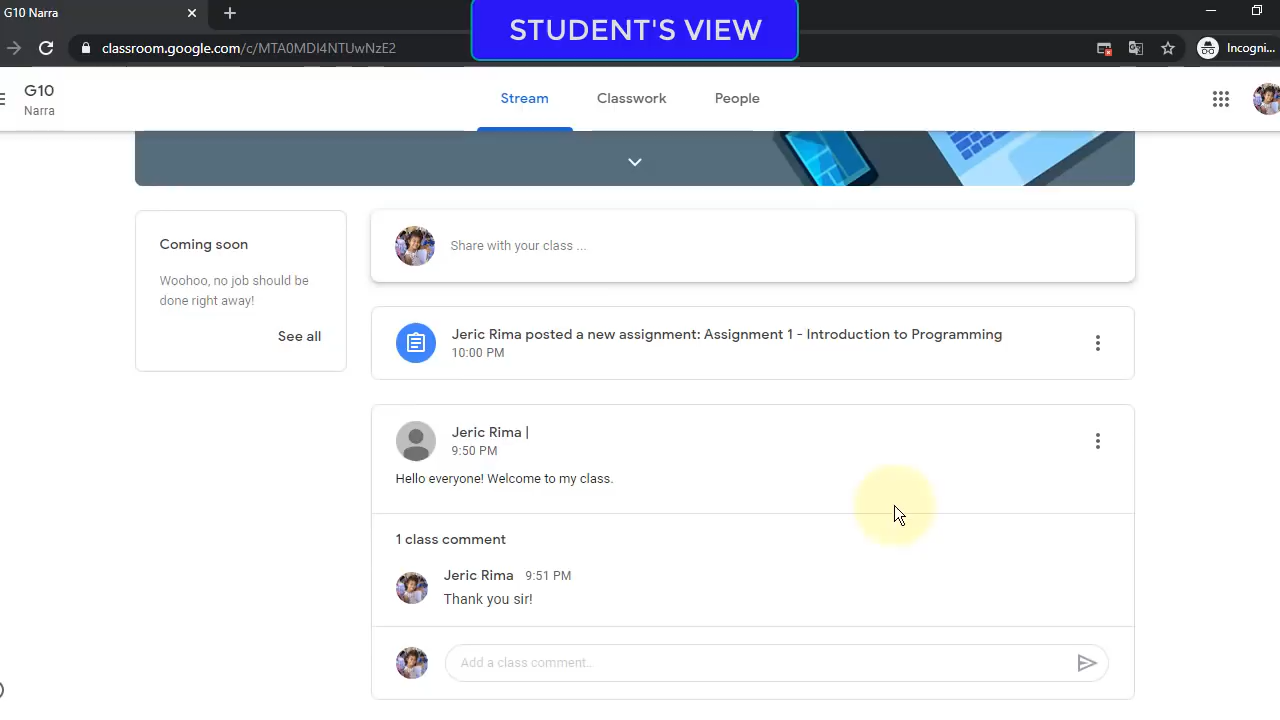 G10 Narra
STUDENT'S VIEW
classroom.google.com/c/MTA0MDI4NTUwNzE2
Incogni...
G10
Narra
Stream
Classwork
People
Coming soon
Woohoo, no job should be
done right away!
See all
Share with your class ...
Jeric Rima posted a new assignment: Assignment 1 - Introduction to Programming
10:00 PM
Jeric Rima |
9:50 PM
Hello everyone! Welcome to my class.
1 class comment
Jeric Rima 9:51 PM
Thank you sir!
Add a class comment...